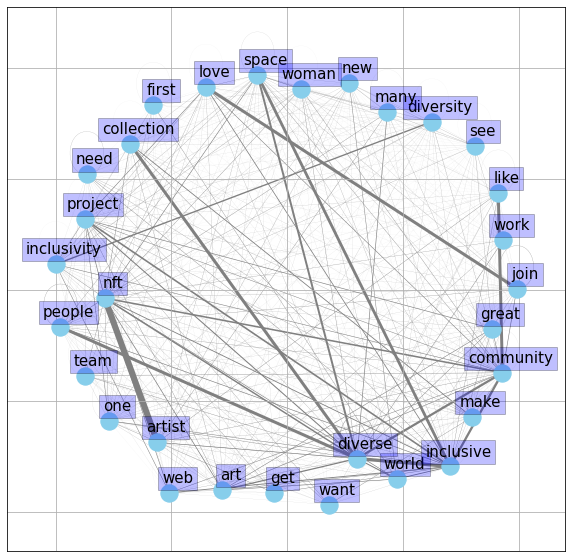 space
love
woman
new
first
many
diversity
collection
see
need
like
project
work
inclusivity
join
nft
people
great
community
team
make
one
artist
diverse
inclusive
world
web
art
get
want